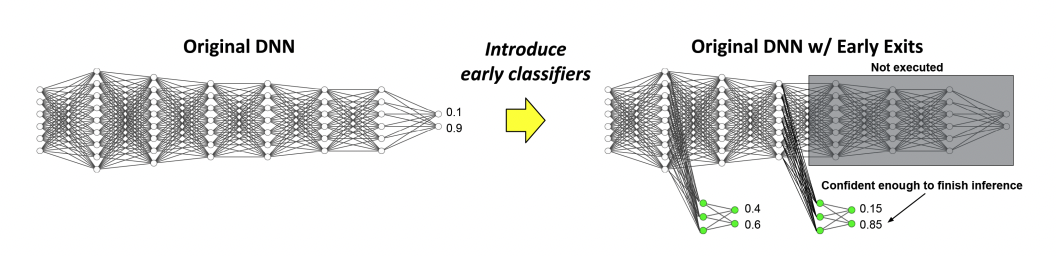 Original DNN
0.1
0.9
Introduce
early classifiers
Original DNN w/ Early Exits
Not executed
Confident enough to finish inference
0.4
0.6
0.15
0.85